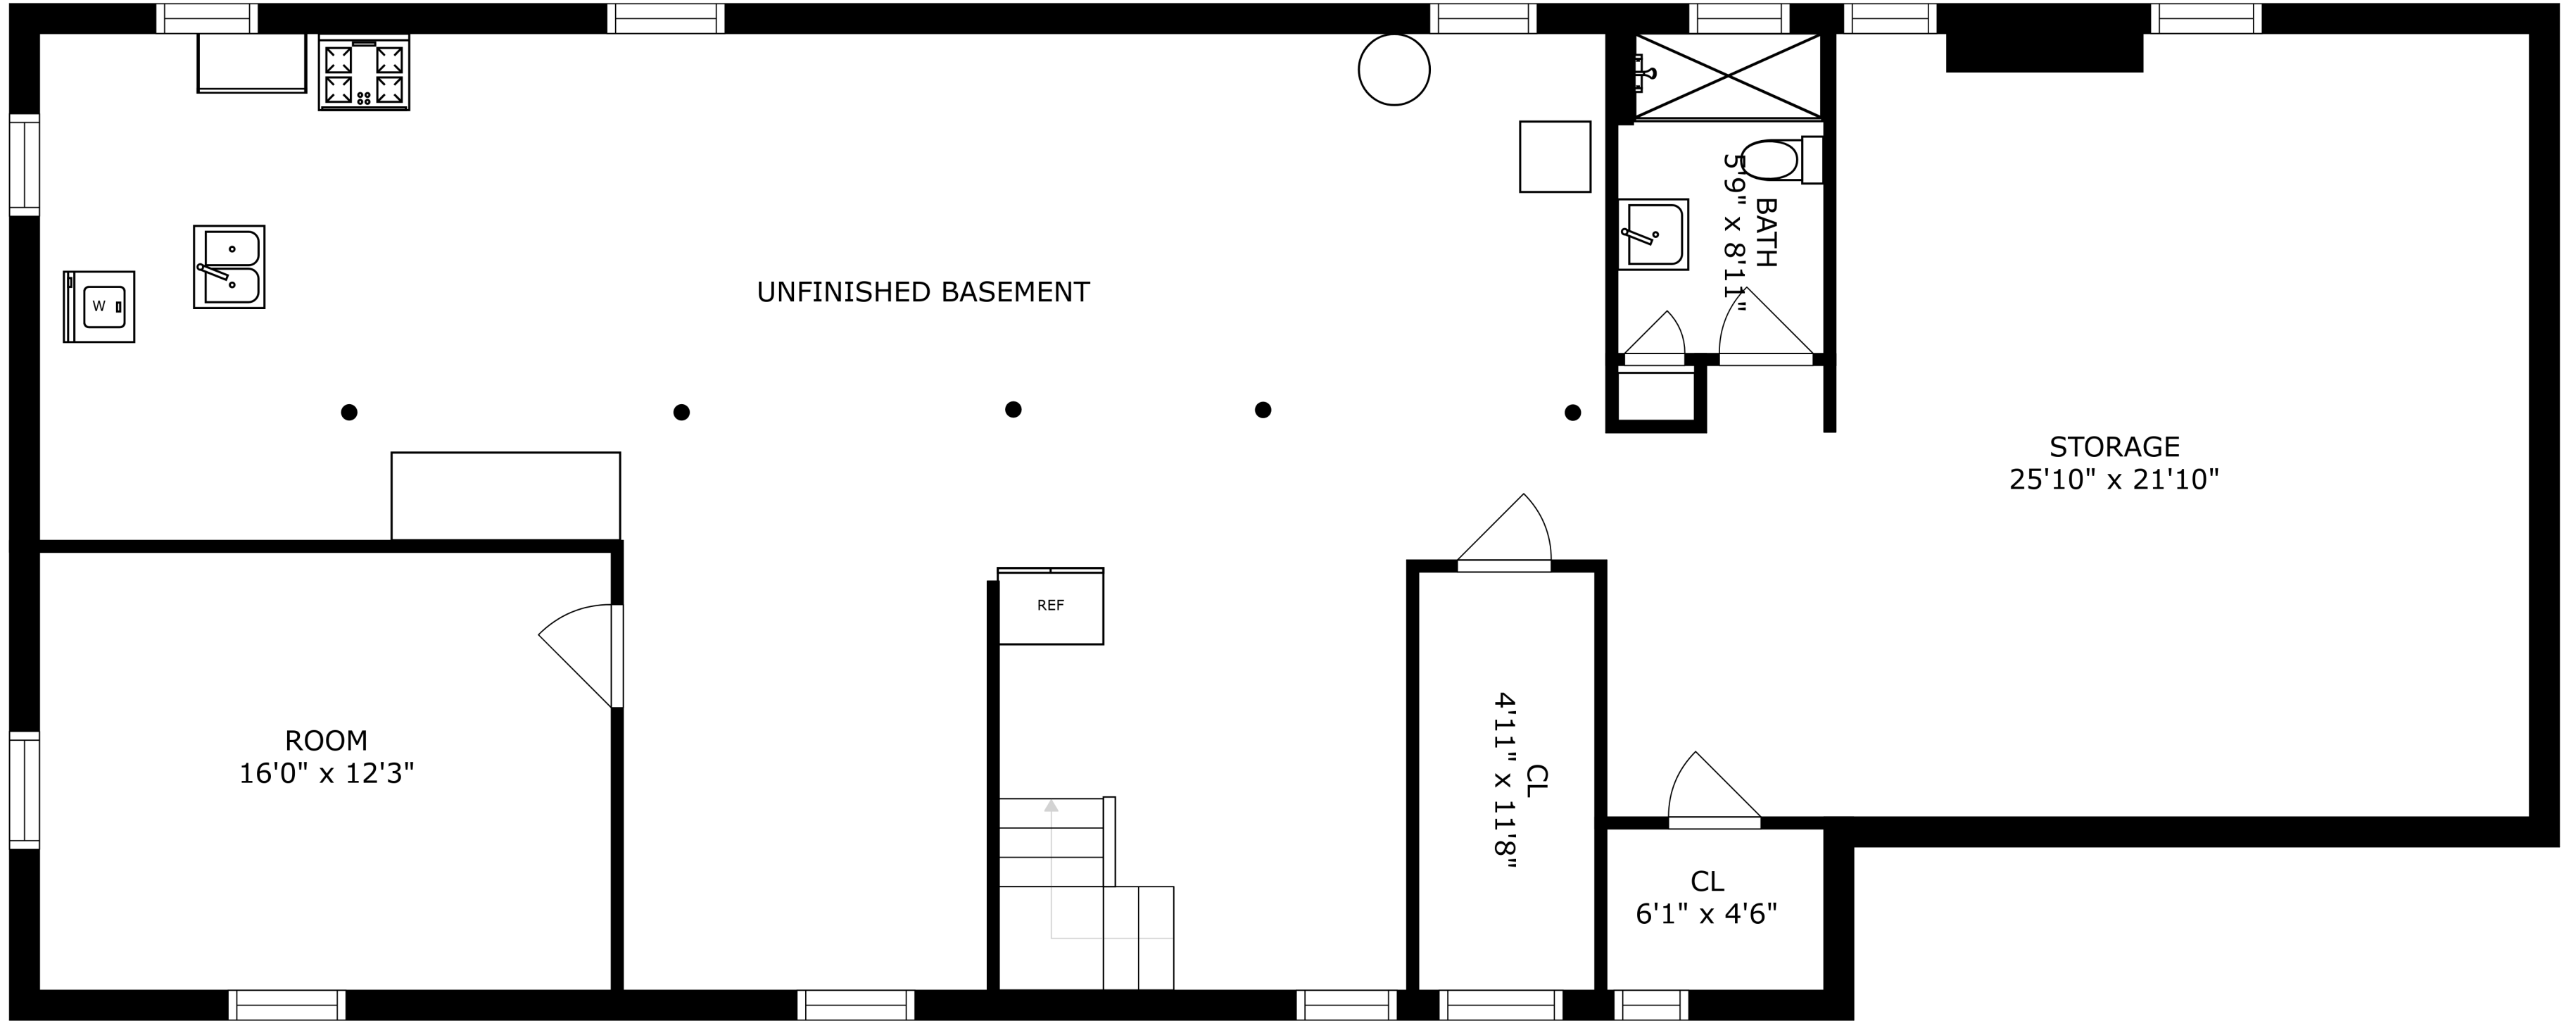 W
UNFINISHED BASEMENT
BATH
5'9" x 8'11"
STORAGE
25'10" x 21'10"
REF
ROOM
16'0" x 12'3"
CL
4'11" x 11'8"
CL
6'1" x 4'6"